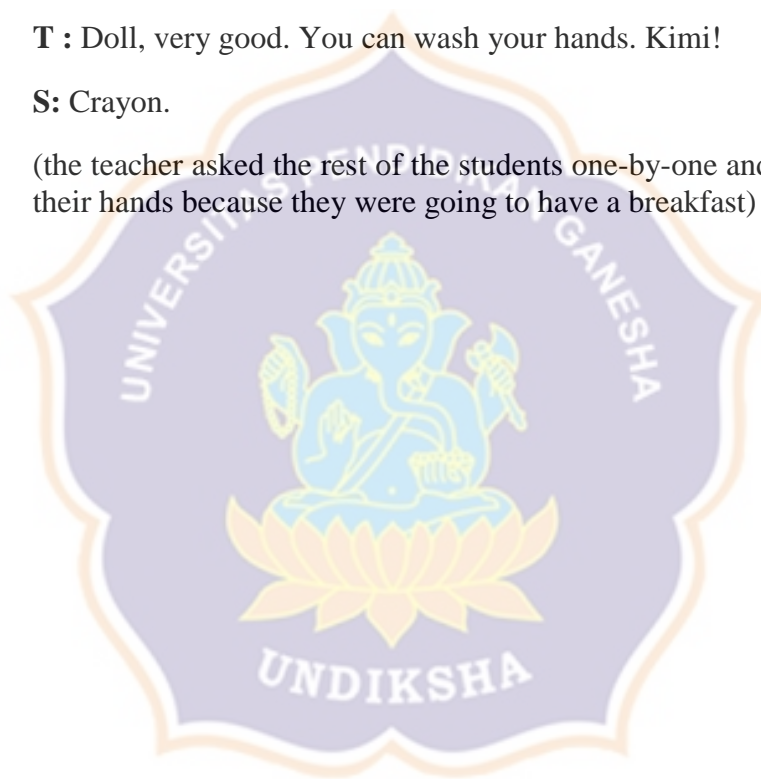 T : Doll, very good. You can wash your hands. Kimi!
S: Crayon.
(the teacher asked the rest of the students one-by-one and
their hands because they were going to have a breakfast)
UNIVERSITAS PENDIDIKAN GANESHA
UNDIKSHA